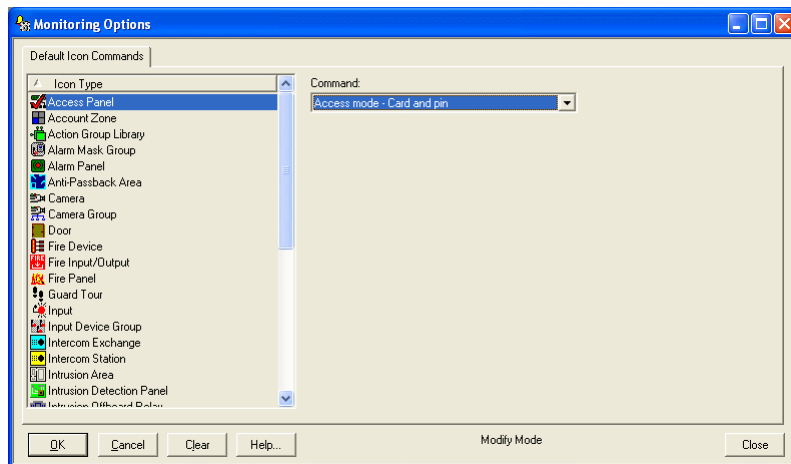 Monitoring Options
Default Icon Commands
Icon Type
Command:
Access Panel
Access mode - Card and pin
Account Zone
Action Group Library
Alarm Mask Group
Alarm Panel
Anti-Passback Area
Camera
Camera Group
Door
Fire Device
Fire Input/Output
Fire Panel
Guard Tour
Input
Input Device Group
Intercom Exchange
Intercom Station
Intrusion Area
Intrusion Detection Panel
Intrusion Offboard Relay
OK Cancel Clear Help... Modify Mode Close